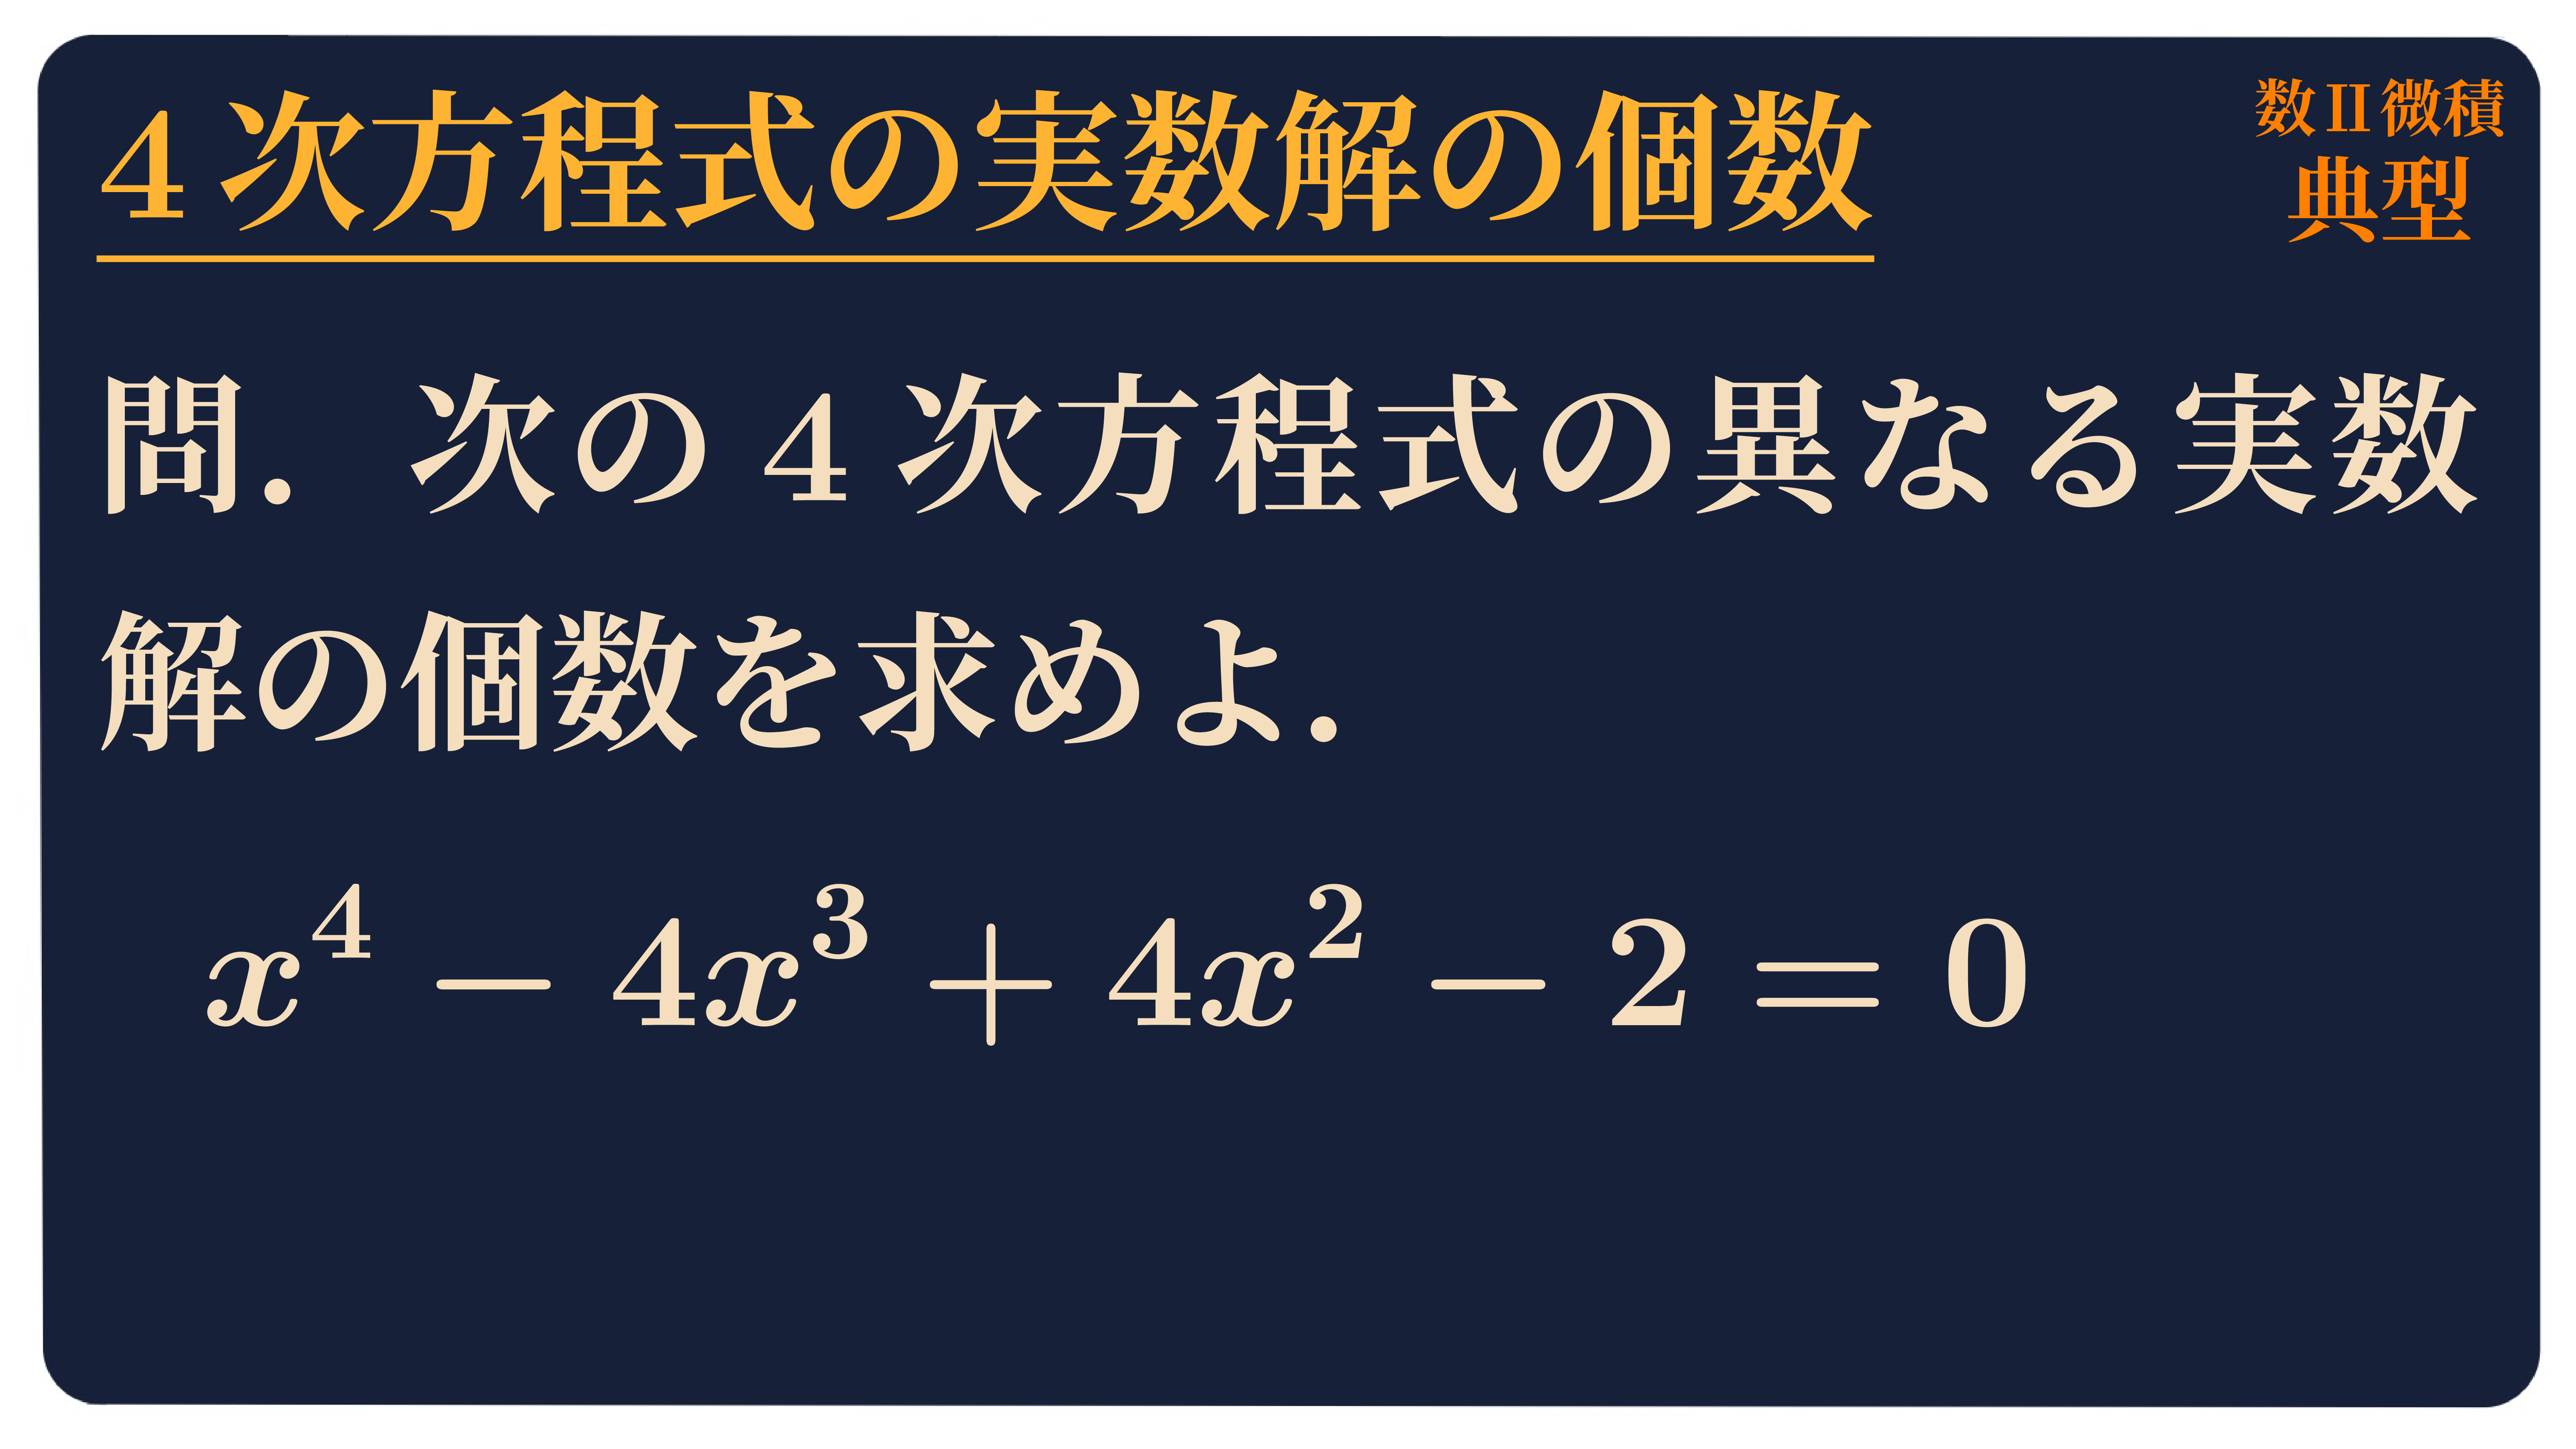 4次方程式の実数解の個数
数Ⅱ微積
典型
問. 次の4次方程式の異なる実数
解の個数を求めよ.
x⁴ − 4x³ + 4x² − 2 = 0